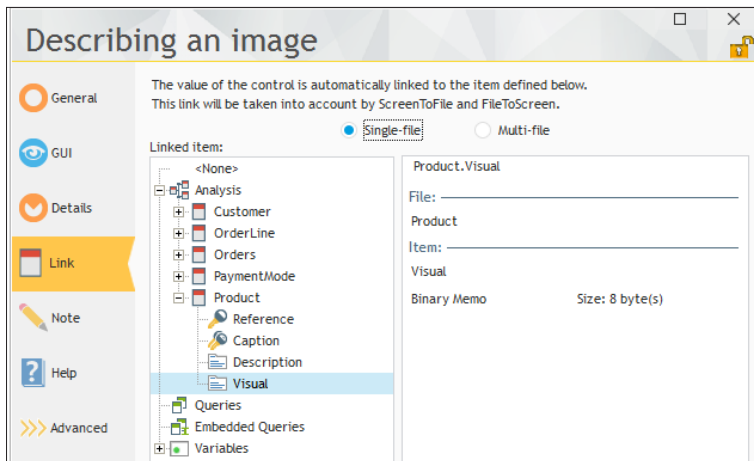 Describing an image
General
GUI
Details
Link
Note
Help
Advanced
The value of the control is automatically linked to the item defined below.
This link will be taken into account by ScreenToFile and FileToScreen.
Single-file
Multi-file
Linked item:
<None>
Analysis
Customer
OrderLine
Orders
PaymentMode
Product
Reference
Caption
Description
Visual
Queries
Embedded Queries
Variables
Product.Visual
File:
Product
Item:
Visual
Binary Memo Size: 8 byte(s)